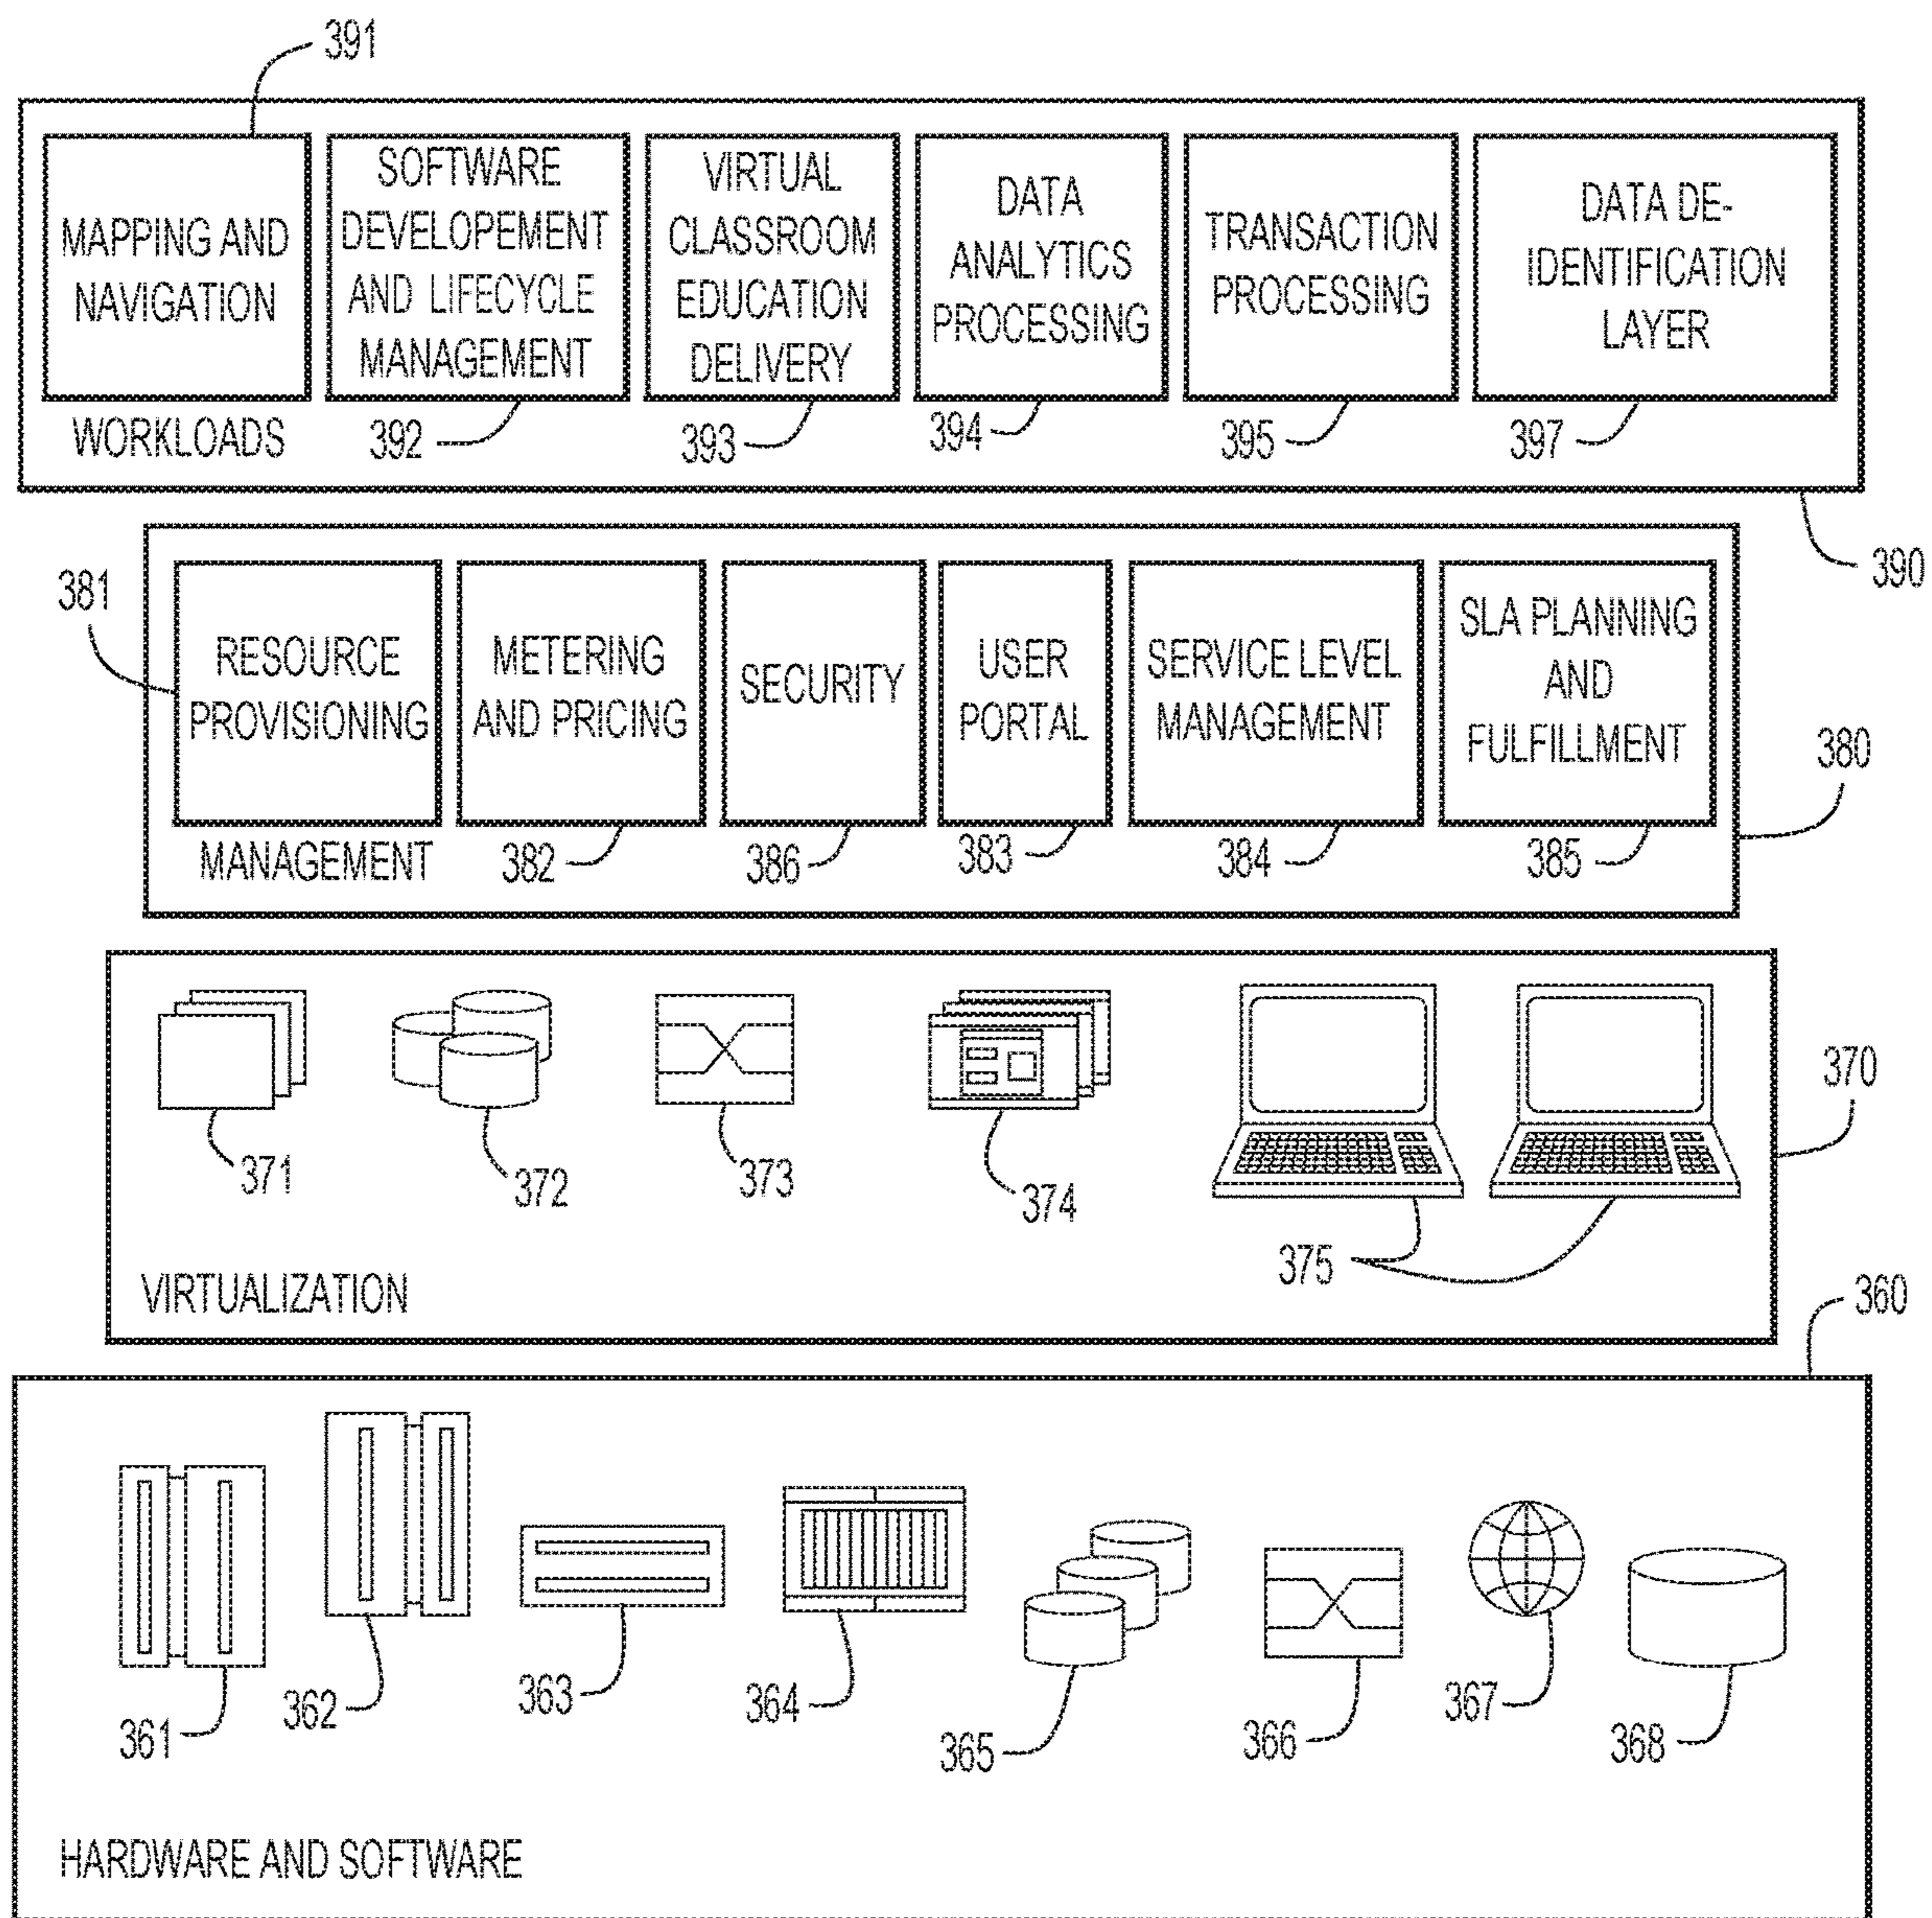 391
MAPPING AND
NAVIGATION
SOFTWARE
DEVELOPEMENT
AND LIFECYCLE
MANAGEMENT
VIRTUAL
CLASSROOM
EDUCATION
DELIVERY
DATA
ANALYTICS
PROCESSING
TRANSACTION
PROCESSING
DATA DE-
IDENTIFICATION
LAYER
WORKLOADS
392
393
394
395
397
390
381
RESOURCE
PROVISIONING
METERING
AND PRICING
SECURITY
USER
PORTAL
SERVICE LEVEL
MANAGEMENT
SLA PLANNING
AND
FULFILLMENT
380
MANAGEMENT
382
386
383
384
385
370
371
372
373
374
375
VIRTUALIZATION
360
361
362
363
364
365
366
367
368
HARDWARE AND SOFTWARE